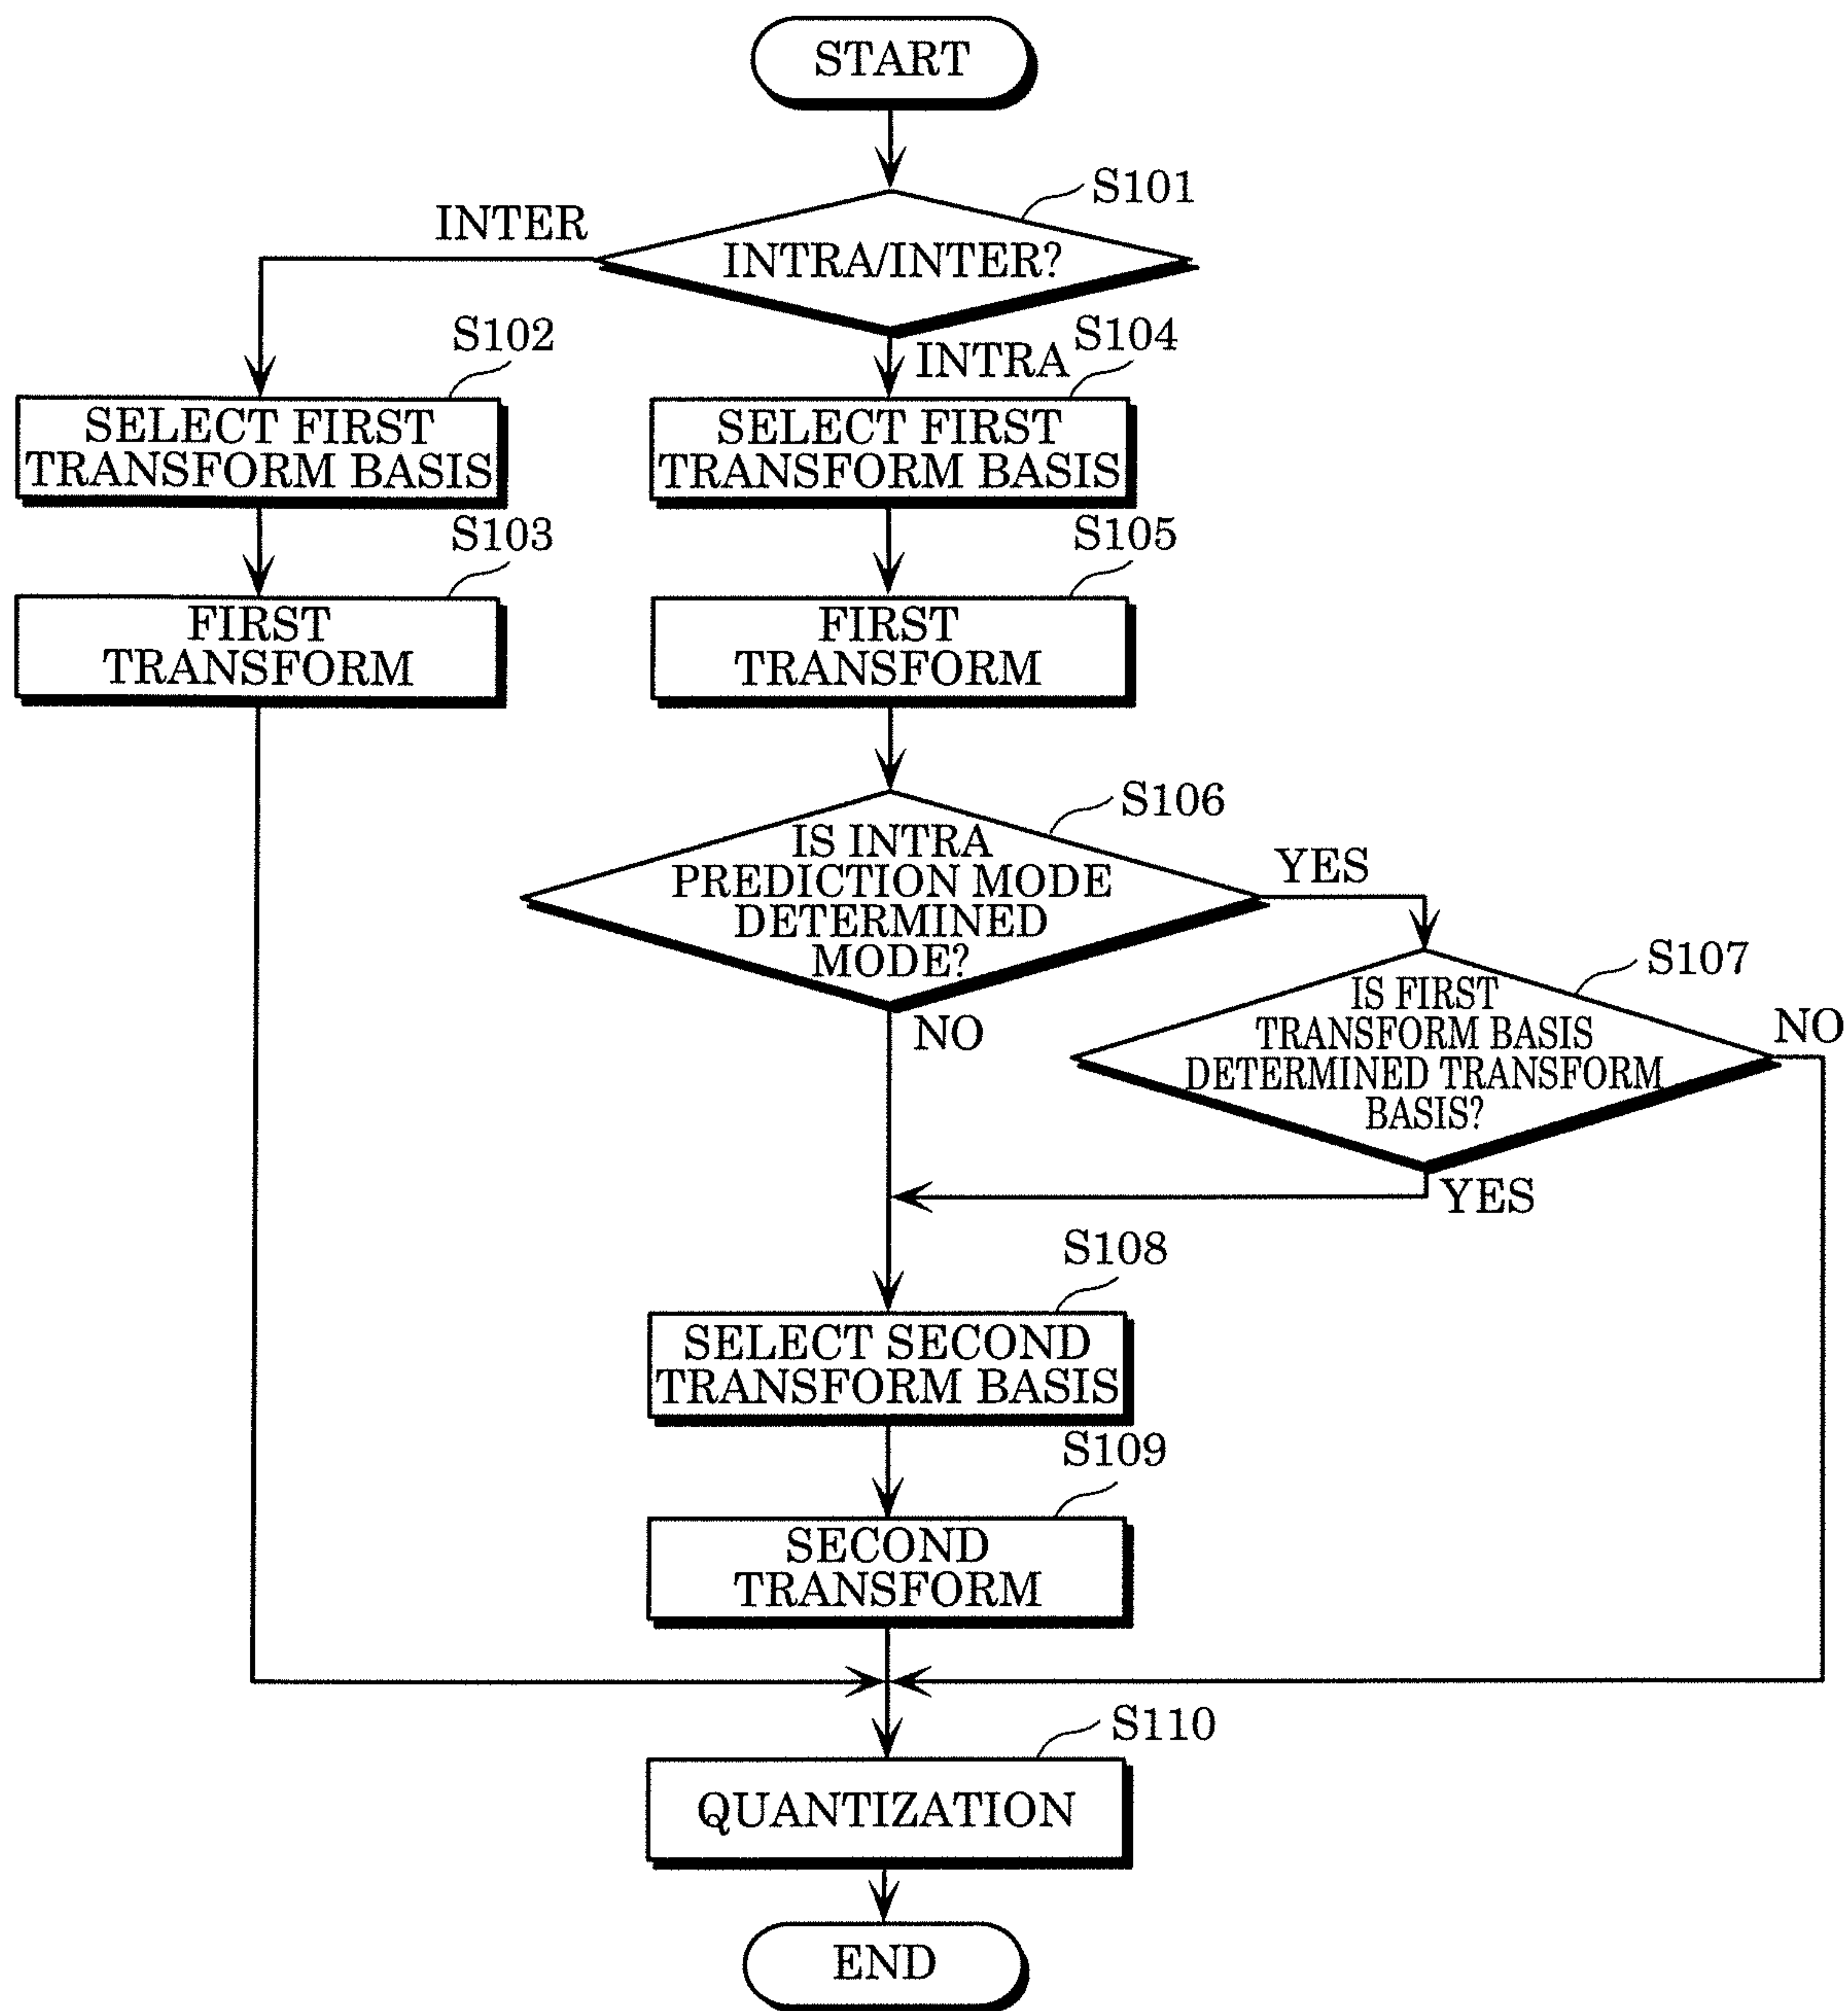 START
S101
INTER
INTRA/INTER?
S102
S104
INTRA
SELECT FIRST
TRANSFORM BASIS
SELECT FIRST
TRANSFORM BASIS
S103
S105
FIRST
TRANSFORM
FIRST
TRANSFORM
S106
IS INTRA
PREDICTION MODE
DETERMINED
MODE?
YES
NO
S107
IS FIRST
TRANSFORM BASIS
DETERMINED TRANSFORM
BASIS?
NO
YES
S108
SELECT SECOND
TRANSFORM BASIS
S109
SECOND
TRANSFORM
S110
QUANTIZATION
END